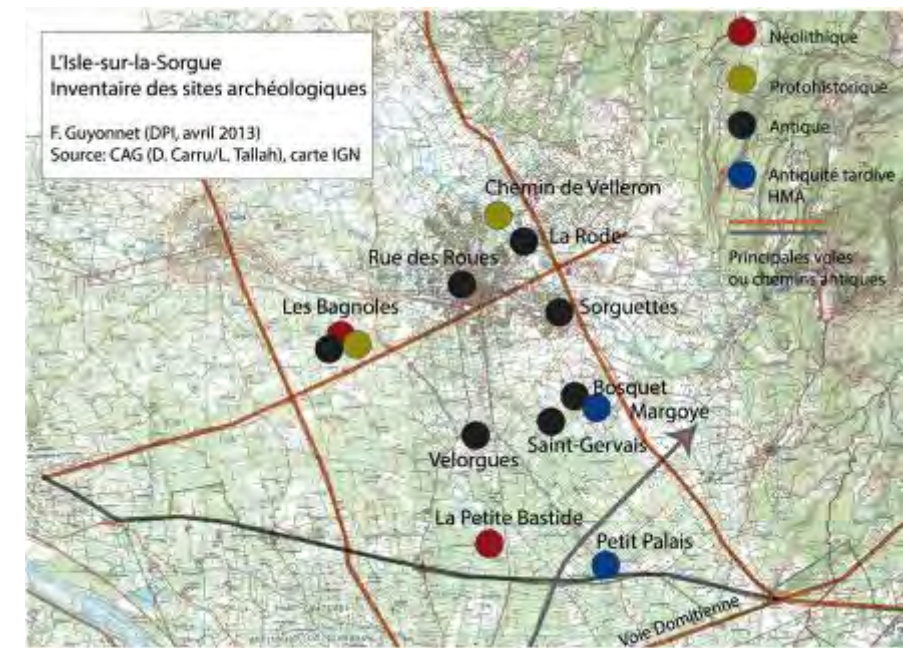 L'Isle-sur-la-Sorgue
Inventaire des sites archéologiques
F. Guyonnet (DPI, avril 2013)
Source: CAG (D. Carru/L. Tallah), carte IGN
Néolithique
Protohistorique
Antique
Antiquité tardive
HMA
Principales voies
ou chemins antiques
Chemin de Velleron
La Rode
Rue des Roues
Les Bagnoles
Sorguettes
Bosquet
Margoye
Saint-Gervais
Velorgues
La Petite Bastide
Petit Palais
Voie Domitienne